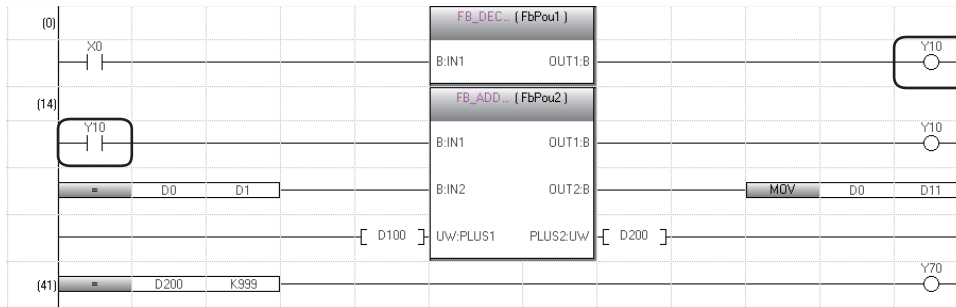 (0) FB_DEC... (FbPou1)
X0 Y10
B:IN1 OUT1:B
(14) FB_ADD... (FbPou2)
Y10 Y10
B:IN1 OUT1:B
= D0 D1 B:IN2 OUT2:B MOV D0 D11
D100 UW:PLUS1 PLUS2:UW D200
Y70
(41) = D200 K999